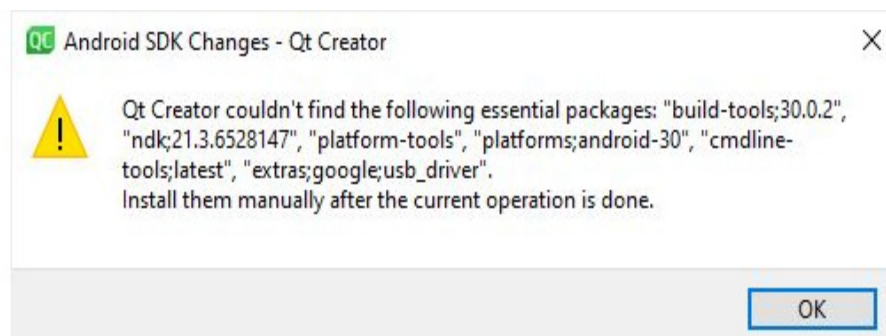 QC Android SDK Changes - Qt Creator
Qt Creator couldn't find the following essential packages: "build-tools;30.0.2",
"ndk;21.3.6528147", "platform-tools", "platforms;android-30", "cmdline-
tools;latest", "extras;google;usb_driver".
Install them manually after the current operation is done.
OK